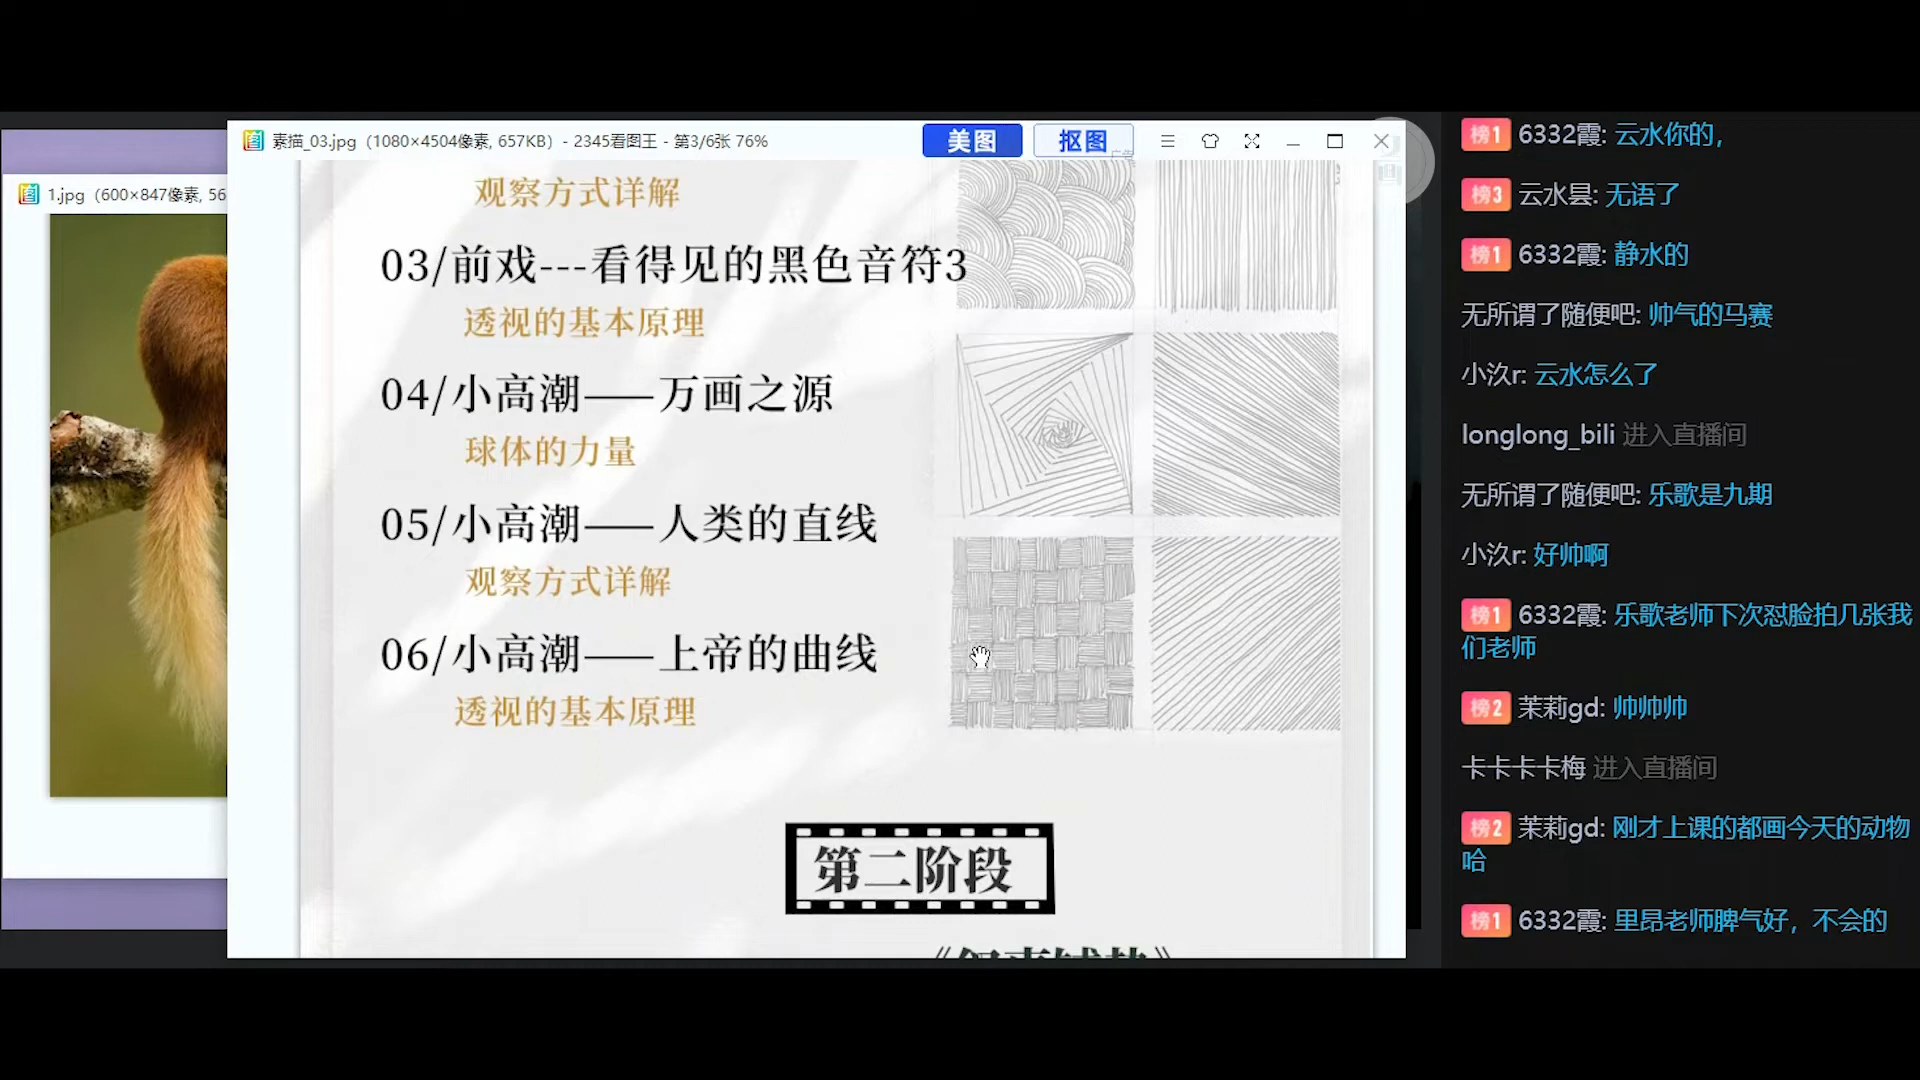 素描_03.jpg（1080×4504像素, 657KB）- 2345看图王 - 第3/6张 76%
美图
抠图
广告
1.jpg（600×847像素, 56
观察方式详解
03/前戏---看得见的黑色音符3
透视的基本原理
04/小高潮——万画之源
球体的力量
05/小高潮——人类的直线
观察方式详解
06/小高潮——上帝的曲线
透视的基本原理
第二阶段
榜1 6332霞: 云水你的，
榜3 云水昙: 无语了
榜1 6332霞: 静水的
无所谓了随便吧: 帅气的马赛
小汣r: 云水怎么了
longlong_bili 进入直播间
无所谓了随便吧: 乐歌是九期
小汣r: 好帅啊
榜1 6332霞: 乐歌老师下次怼脸拍几张我
们老师
榜2 茉莉gd: 帅帅帅
卡卡卡卡梅 进入直播间
榜2 茉莉gd: 刚才上课的都画今天的动物
哈
榜1 6332霞: 里昂老师脾气好，不会的